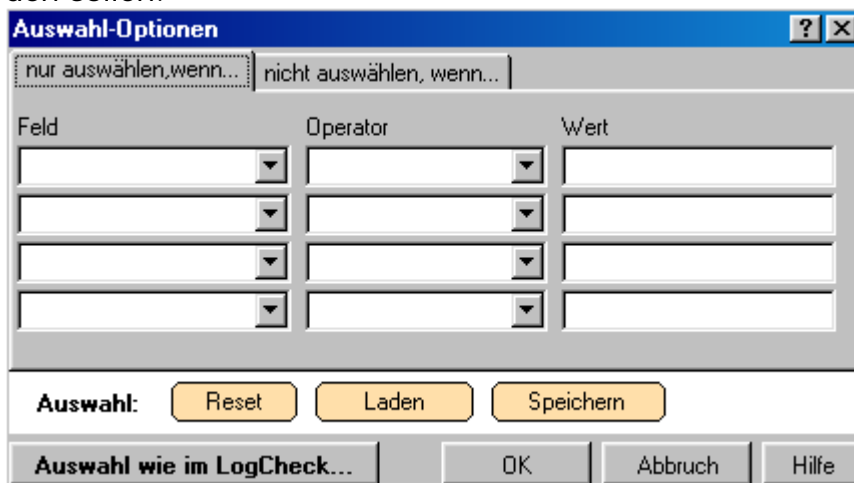 Auswahl-Optionen
nur auswählen,wenn... nicht auswählen, wenn...
Feld Operator Wert
Auswahl: Reset Laden Speichern
Auswahl wie im LogCheck... OK Abbruch Hilfe